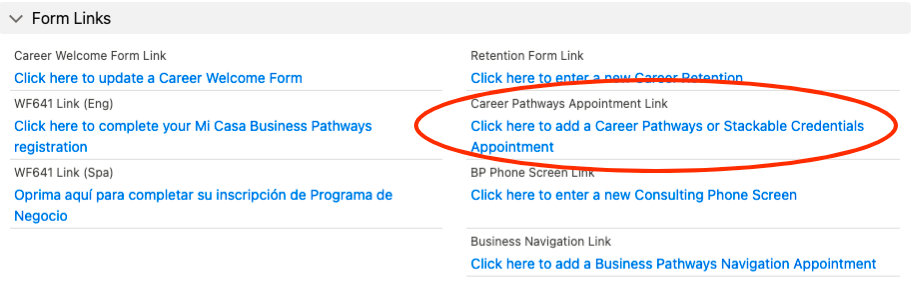 Form Links
Career Welcome Form Link
Click here to update a Career Welcome Form
WF641 Link (Eng)
Click here to complete your Mi Casa Business Pathways
registration
WF641 Link (Spa)
Oprima aquí para completar su inscripción de Programa de
Negocio
Retention Form Link
Click here to enter a new Career Retention
Career Pathways Appointment Link
Click here to add a Career Pathways or Stackable Credentials
Appointment
BP Phone Screen Link
Click here to enter a new Consulting Phone Screen
Business Navigation Link
Click here to add a Business Pathways Navigation Appointment